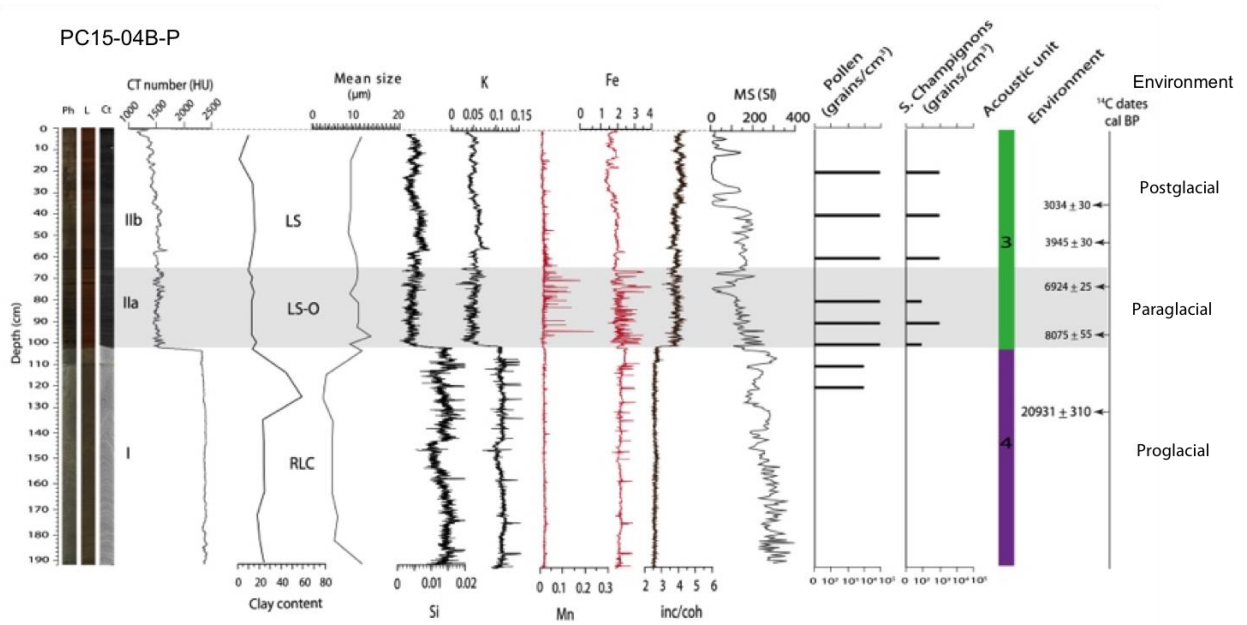 PC15-04B-P
CT number (HU)
1000 1500 2000 2500
Ph L Ct
Mean size
(µm)
0 10 20
K
0 0.05 0.1 0.15
Fe
0 1 2 3 4
MS (SI)
0 200 400
Pollen
(grains/cm³)
S. Champignons
(grains/cm³)
Acoustic unit
Environment
Environment
¹⁴C dates
cal BP
Depth (cm)
0
10
20
30
40
50
60
70
80
90
100
110
120
130
140
150
160
170
180
190
IIb
LS
IIa
LS-O
I
RLC
3
4
3034 ± 30
3945 ± 30
6924 ± 25
8075 ± 55
20931 ± 310
Postglacial
Paraglacial
Proglacial
0 20 40 60 80
Clay content
0 0.01 0.02
Si
0 0.1 0.2 0.3
Mn
2 3 4 5 6
inc/coh
0 10² 10³ 10⁴ 10⁵
0 10² 10³ 10⁴ 10⁵